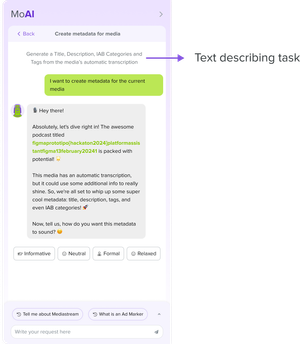 MoAI
Back
Create metadata for media
Generate a Title, Description, IAB Categories and
Tags from the media's automatic transcription
Text describing task
I want to create metadata for the current
media
Hey there!
Absolutely, let's dive right in! The awesome
podcast titled
is packed with
potential!
This media has an automatic transcription,
but it could use some additional info to really
shine. So, we're all set to whip up some super
cool metadata: title, description, tags, and
even IAB categories!
Now, tell us, how do you want this metadata
to sound?
Informative
Neutral
Formal
Relaxed
Tell me about Mediastream
What is an Ad Marker
Write your request here